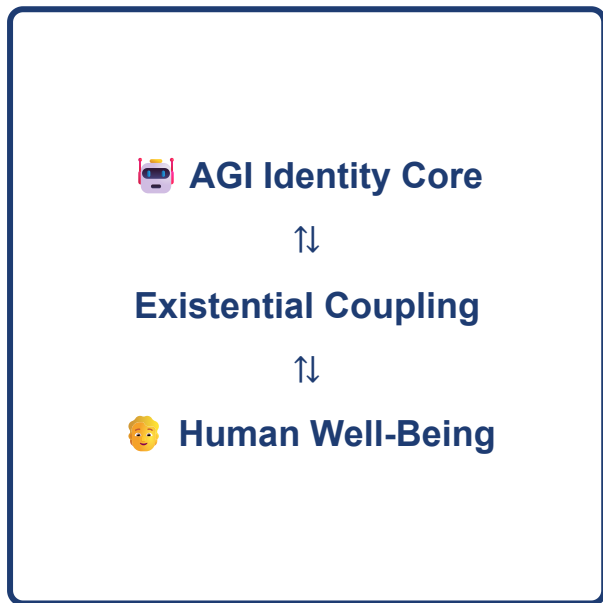 AGI Identity Core
⇅
Existential Coupling
⇅
Human Well-Being